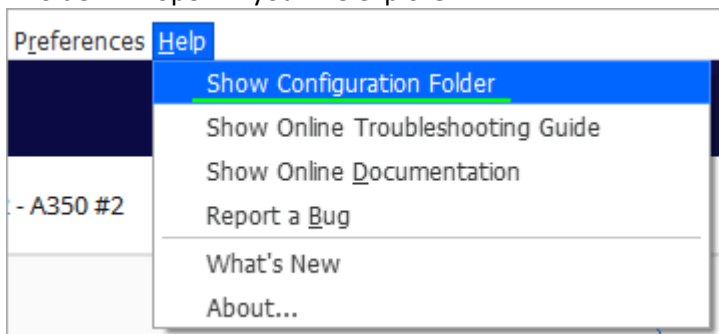 Preferences Help
Show Configuration Folder
Show Online Troubleshooting Guide
Show Online Documentation
- A350 #2
Report a Bug
What's New
About...